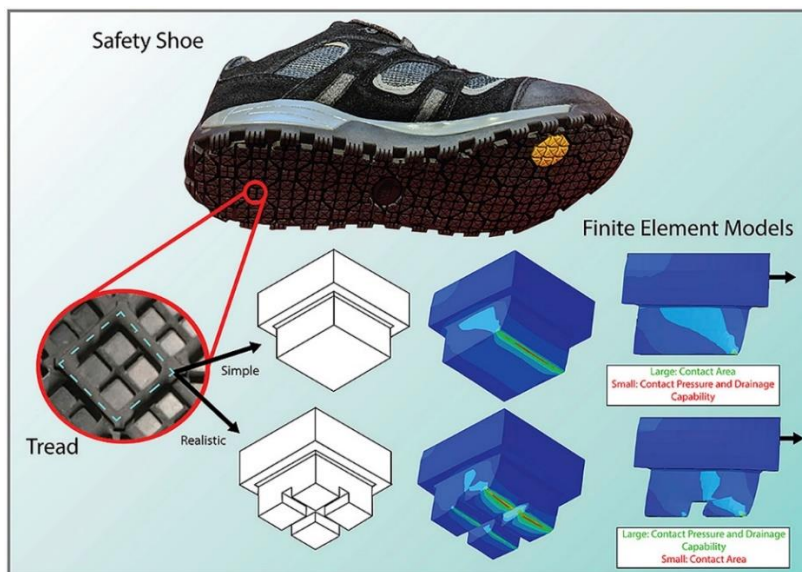 Safety Shoe
Finite Element Models
Simple
Large: Contact Area
Small: Contact Pressure and Drainage
Capability
Tread
Realistic
Large: Contact Pressure and Drainage
Capability
Small: Contact Area